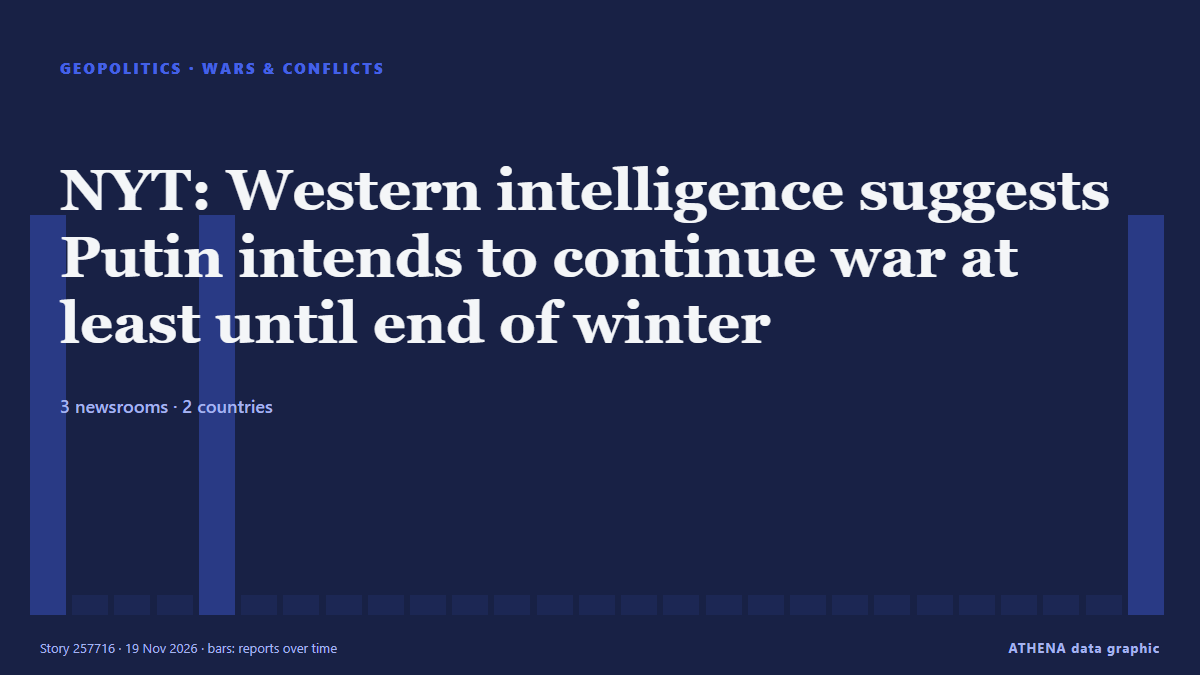 GEOPOLITICS · WARS & CONFLICTS
NYT: Western intelligence suggests
Putin intends to continue war at
least until end of winter
3 newsrooms · 2 countries
Story 257716 · 19 Nov 2026 · bars: reports over time
ATHENA data graphic